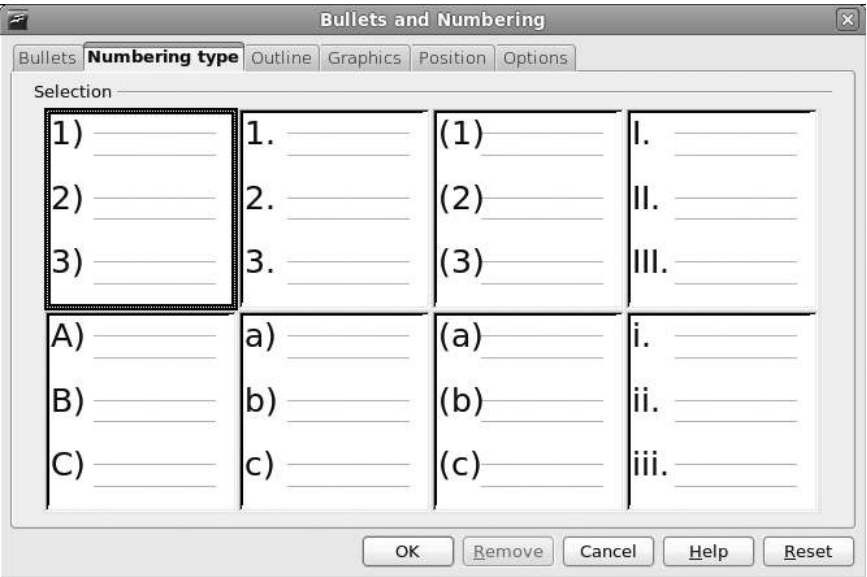 Bullets and Numbering
Bullets Numbering type Outline Graphics Position Options
Selection
1) 1. (1) I.
2) 2. (2) II.
3) 3. (3) III.
A) a) (a) i.
B) b) (b) ii.
C) c) (c) iii.
OK Remove Cancel Help Reset